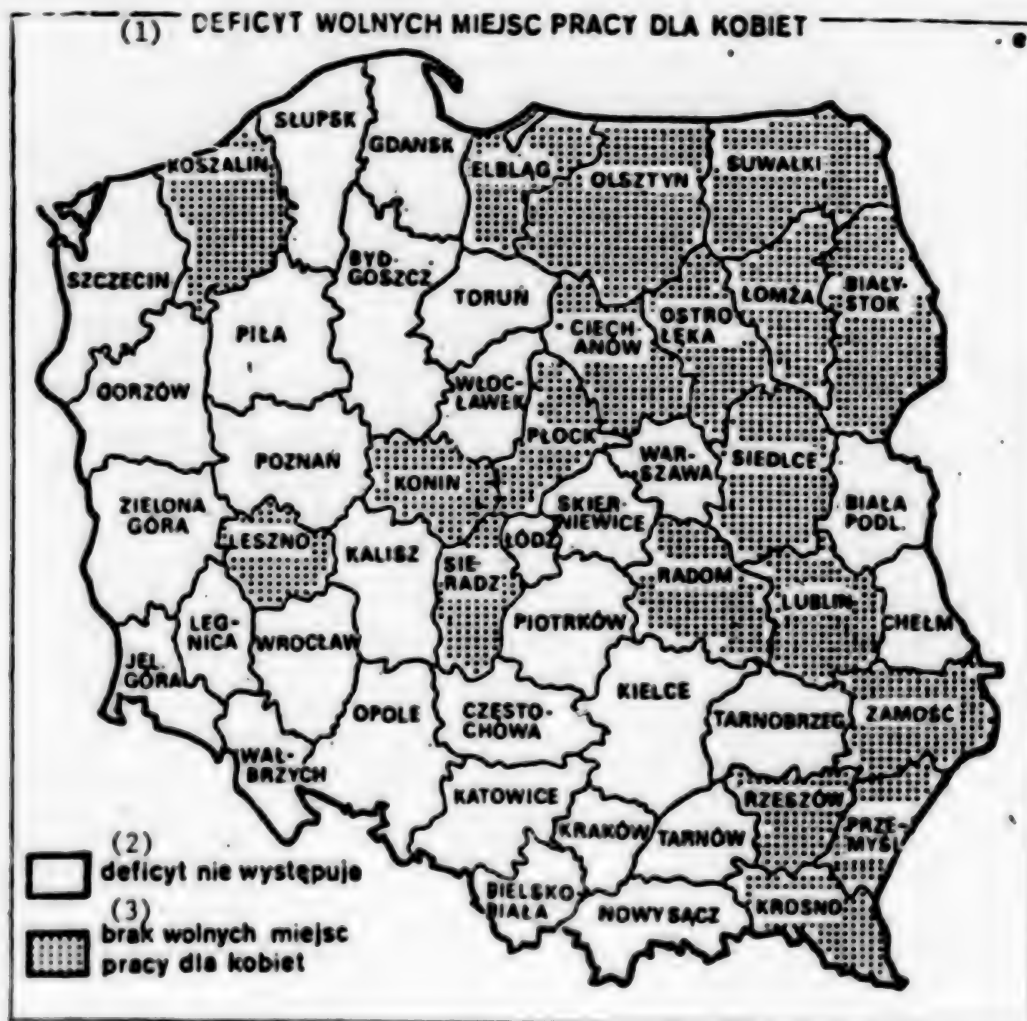 (1) DEFICYT WOLNYCH MIEJSC PRACY DLA KOBIET
SŁUPSK
GDAŃSK
KOSZALIN
ELBLĄG
OLSZTYN
SUWAŁKI
SZCZECIN
BYD-
GOSZCZ
TORUŃ
PIŁA
CIECH-
ANÓW
OSTRO
ŁĘKA
ŁOMŻA
BIAŁY-
STOK
GORZÓW
WŁOC-
ŁAWEK
PŁOCK
POZNAŃ
KONIN
WAR-
SZAWA
SIEDLCE
BIAŁA
PODL.
ZIELONA
GÓRA
LESZNO
KALISZ
SIE-
RADZ
ŁÓDŹ
SKIER-
NIEWICE
RADOM
LUBLIN
CHEŁM
LEG-
NICA
WROCŁAW
PIOTRKÓW
JEL.
GÓRA
OPOLE
CZĘSTO-
CHOWA
KIELCE
TARNOBRZEG
ZAMOŚĆ
WAŁ-
BRZYCH
KATOWICE
KRAKÓW
TARNÓW
RZESZÓW
PRZE-
MYŚL
BIELSKO
BIAŁA
NOWY SĄCZ
KROSNO
(2)
deficyt nie występuje
(3)
brak wolnych miejsc
pracy dla kobiet